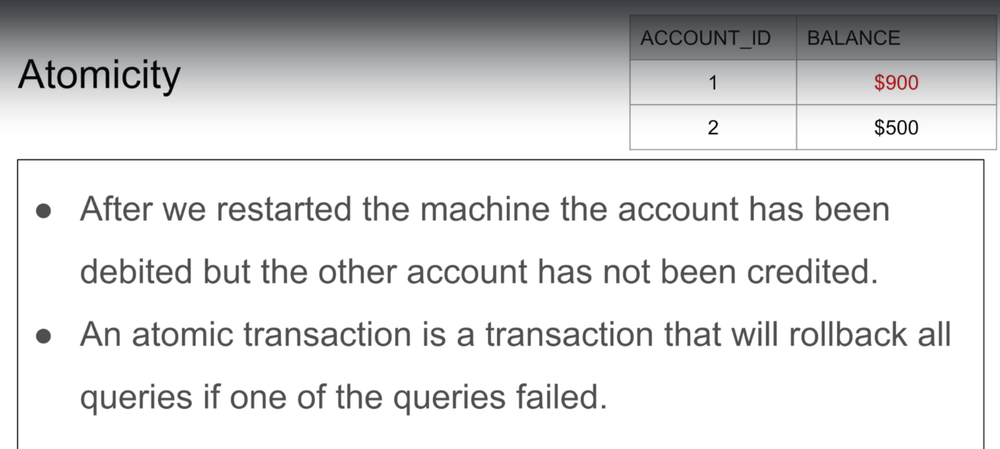 Atomicity
ACCOUNT_ID BALANCE
1 $900
2 $500
● After we restarted the machine the account has been
debited but the other account has not been credited.
● An atomic transaction is a transaction that will rollback all
queries if one of the queries failed.